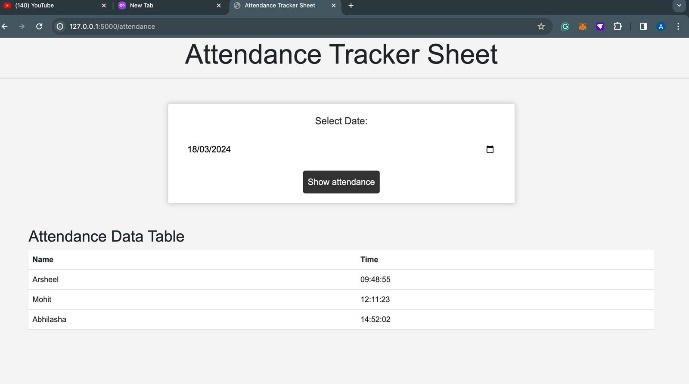 (140) YouTube
New Tab
Attendance Tracker Sheet
127.0.0.1:5000/attendance
Attendance Tracker Sheet
Select Date:
18/03/2024
Show attendance
Attendance Data Table
Name Time
Arsheel 09:48:55
Mohit 12:11:23
Abhilasha 14:52:02